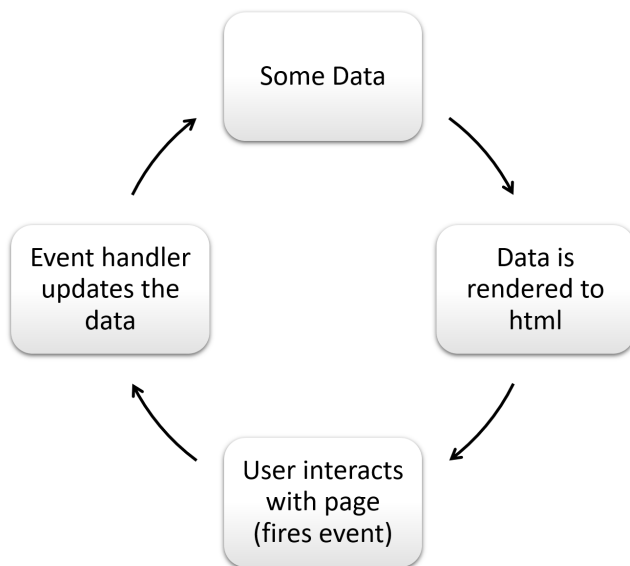 Some Data
Event handler
updates the
data
Data is
rendered to
html
User interacts
with page
(fires event)